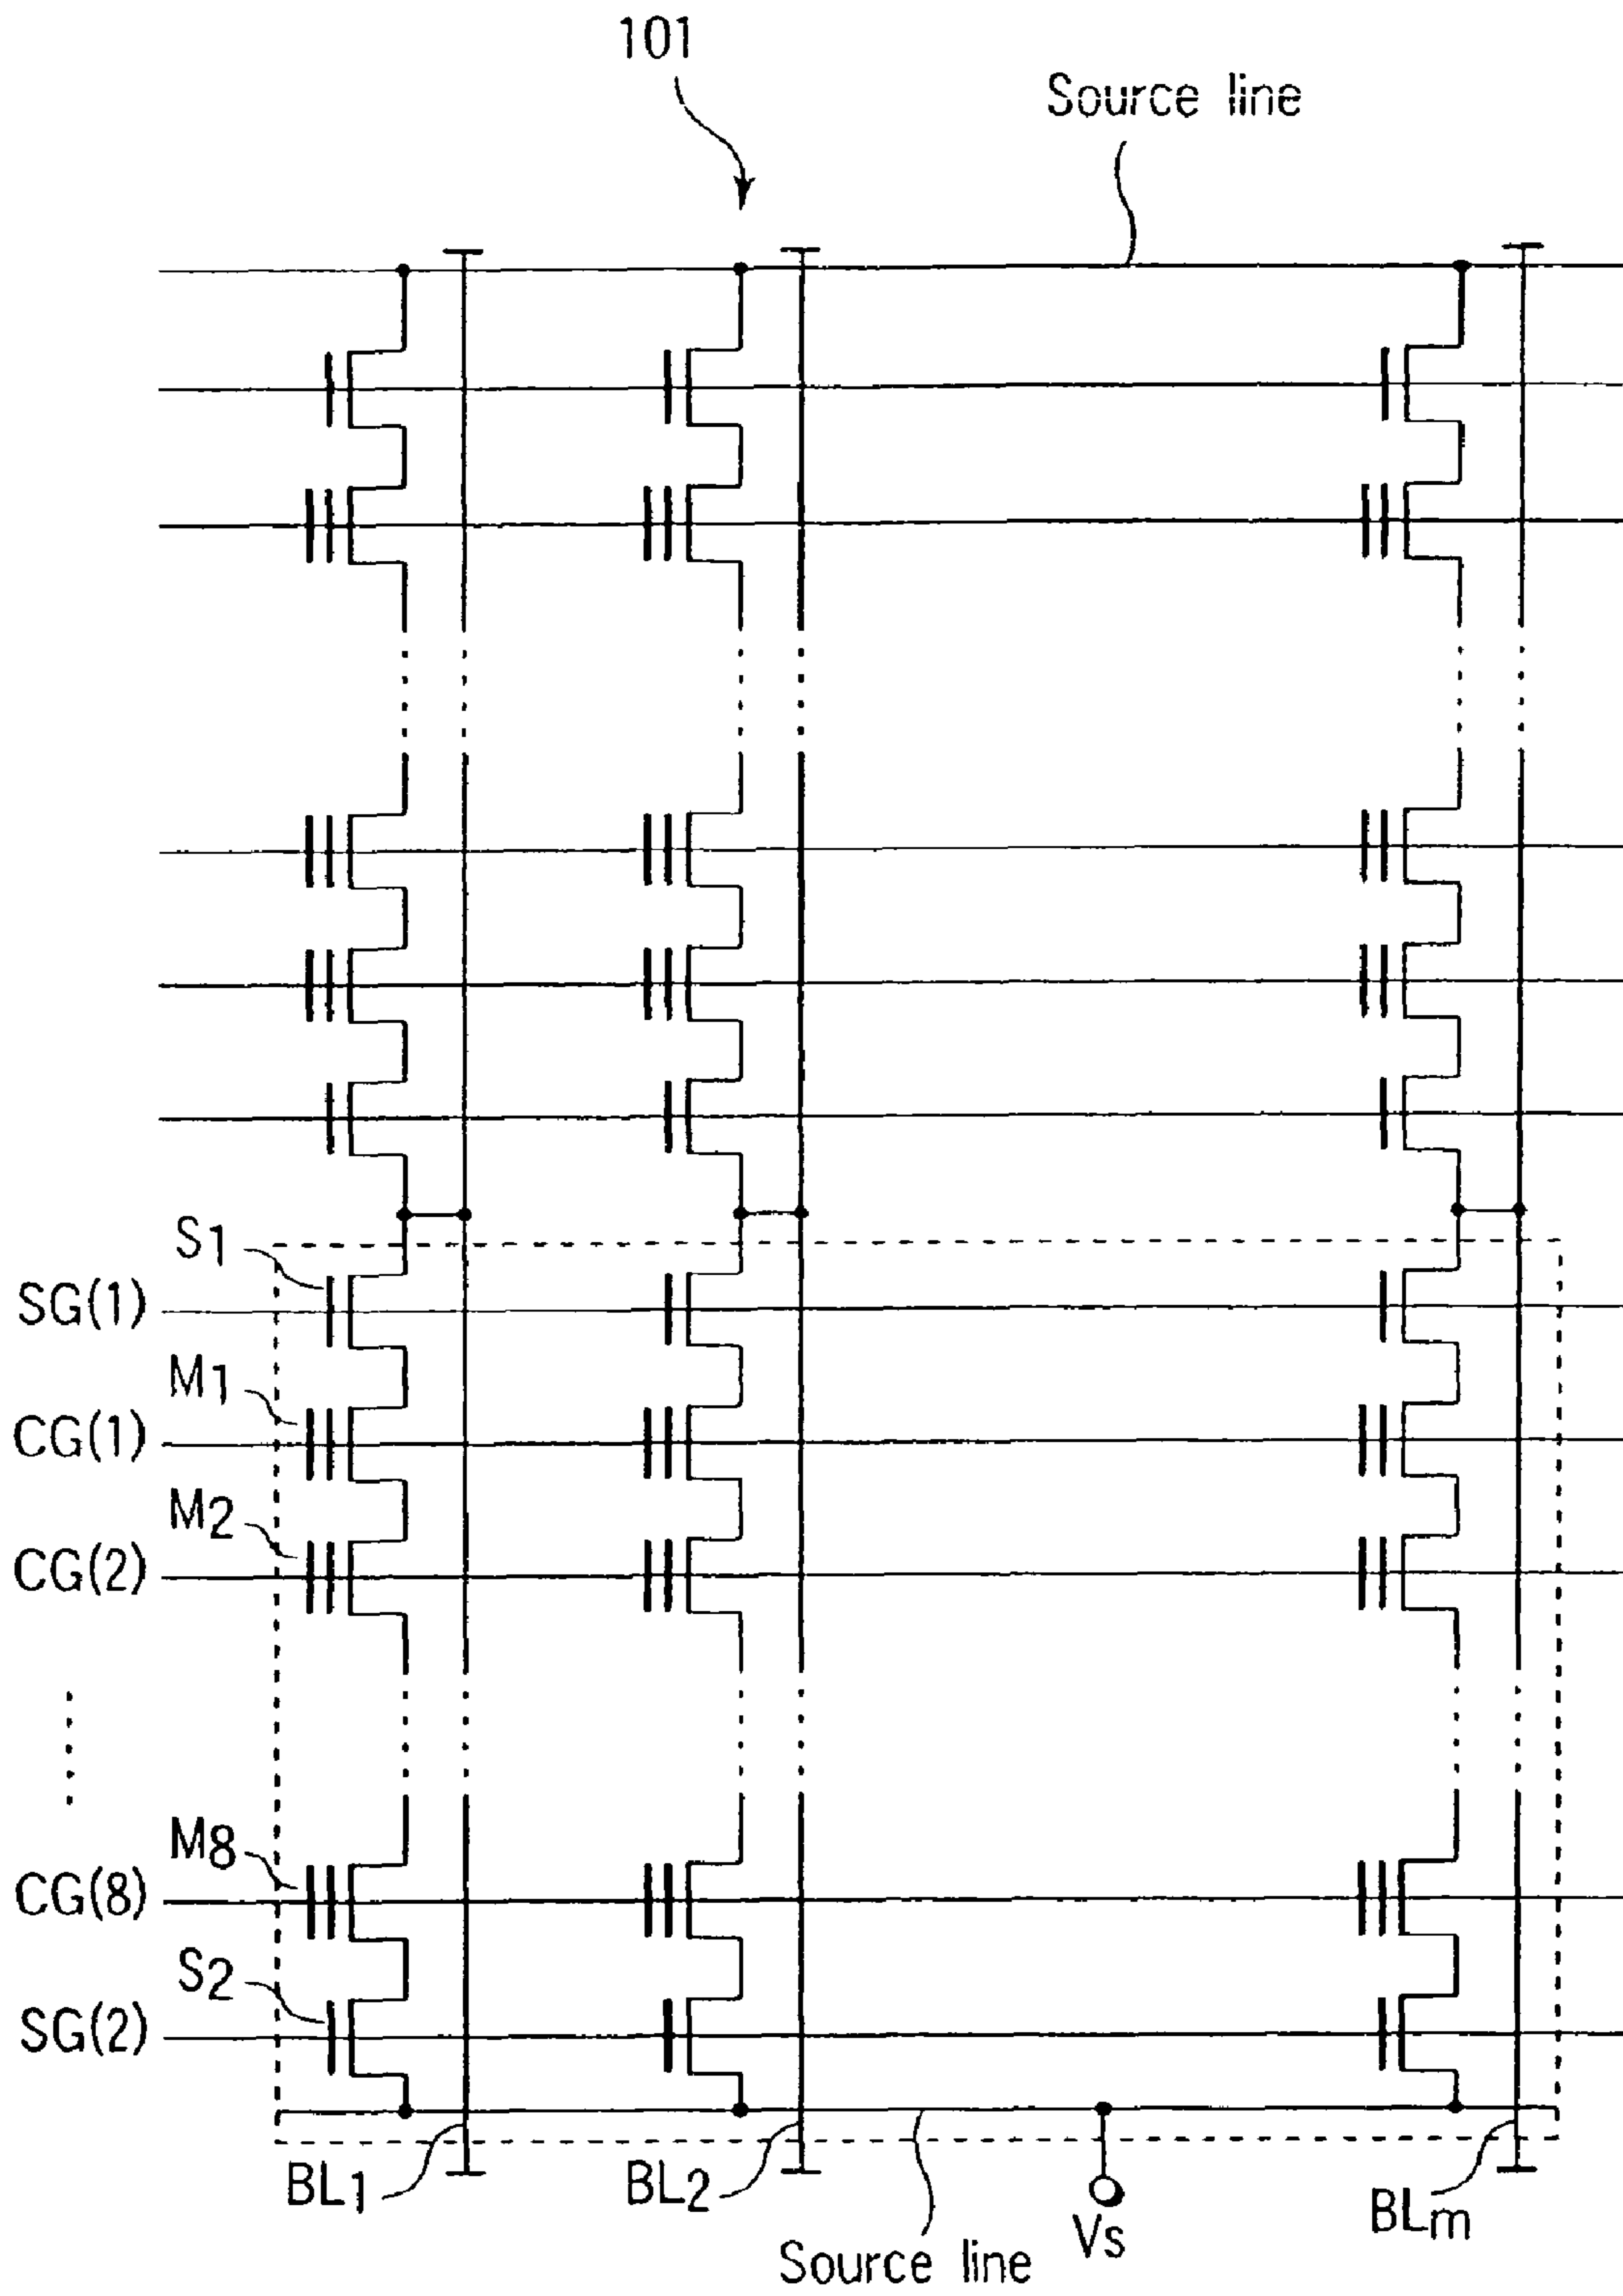 101
Source line
S1
SG(1)
M1
CG(1)
M2
CG(2)
M8
CG(8)
S2
SG(2)
BL1
BL2
Vs
BLm
Source line